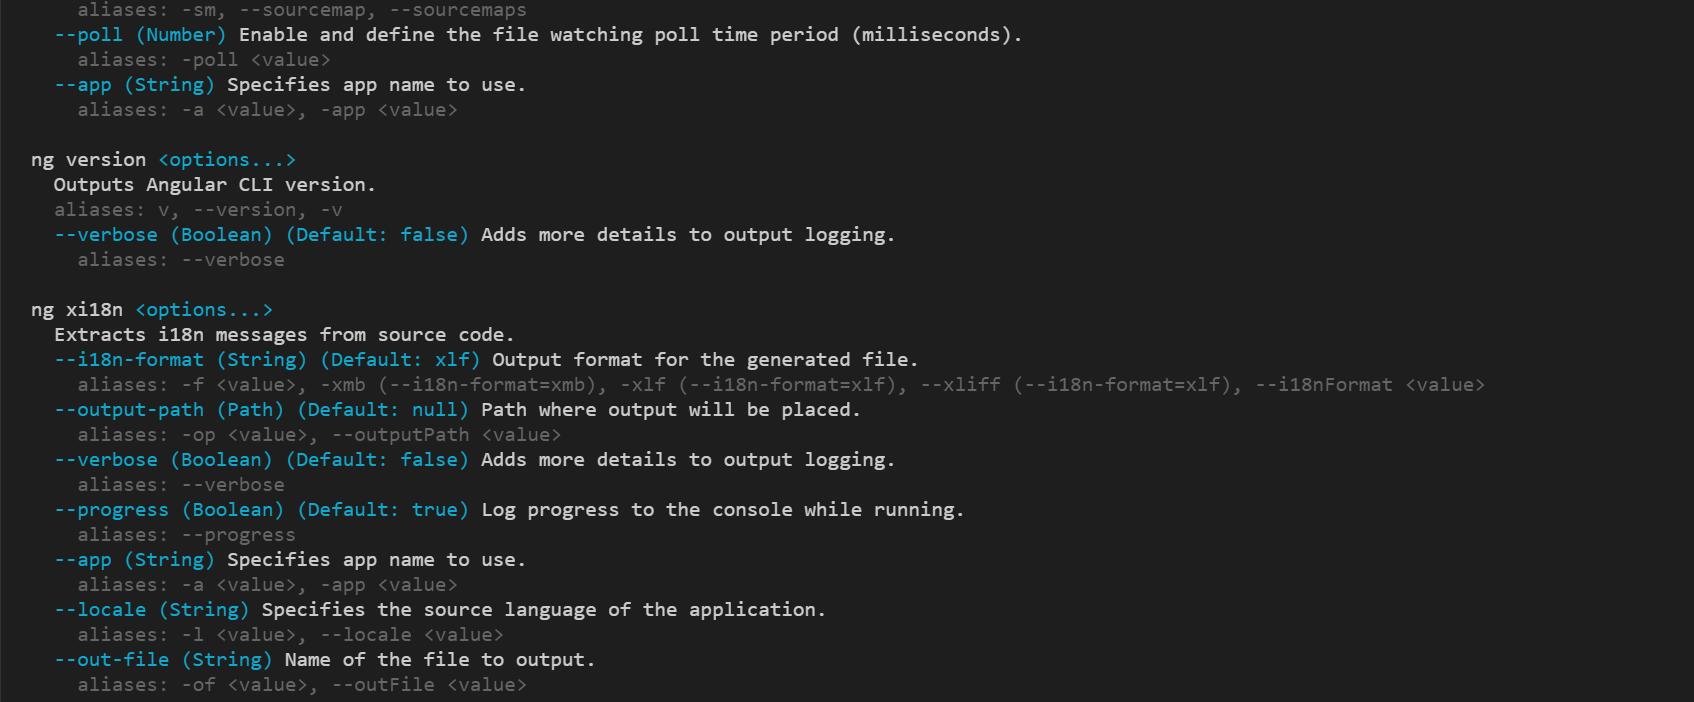 aliases: -sm, --sourcemap, --sourcemaps
--poll (Number) Enable and define the file watching poll time period (milliseconds).
aliases: -poll <value>
--app (String) Specifies app name to use.
aliases: -a <value>, -app <value>
ng version <options...>
Outputs Angular CLI version.
aliases: v, --version, -v
--verbose (Boolean) (Default: false) Adds more details to output logging.
aliases: --verbose
ng xi18n <options...>
Extracts i18n messages from source code.
--i18n-format (String) (Default: xlf) Output format for the generated file.
aliases: -f <value>, -xmb (--i18n-format=xmb), -xlf (--i18n-format=xlf), --xliff (--i18n-format=xlf), --i18nFormat <value>
--output-path (Path) (Default: null) Path where output will be placed.
aliases: -op <value>, --outputPath <value>
--verbose (Boolean) (Default: false) Adds more details to output logging.
aliases: --verbose
--progress (Boolean) (Default: true) Log progress to the console while running.
aliases: --progress
--app (String) Specifies app name to use.
aliases: -a <value>, -app <value>
--locale (String) Specifies the source language of the application.
aliases: -l <value>, --locale <value>
--out-file (String) Name of the file to output.
aliases: -of <value>, --outFile <value>